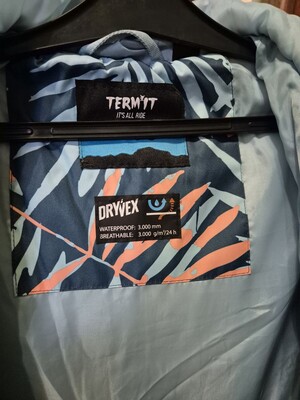 TERMIT
IT'S ALL RIDE
DRYVEX
WATERPROOF: 3.000 mm
BREATHABLE: 3.000 g/m²/24 h